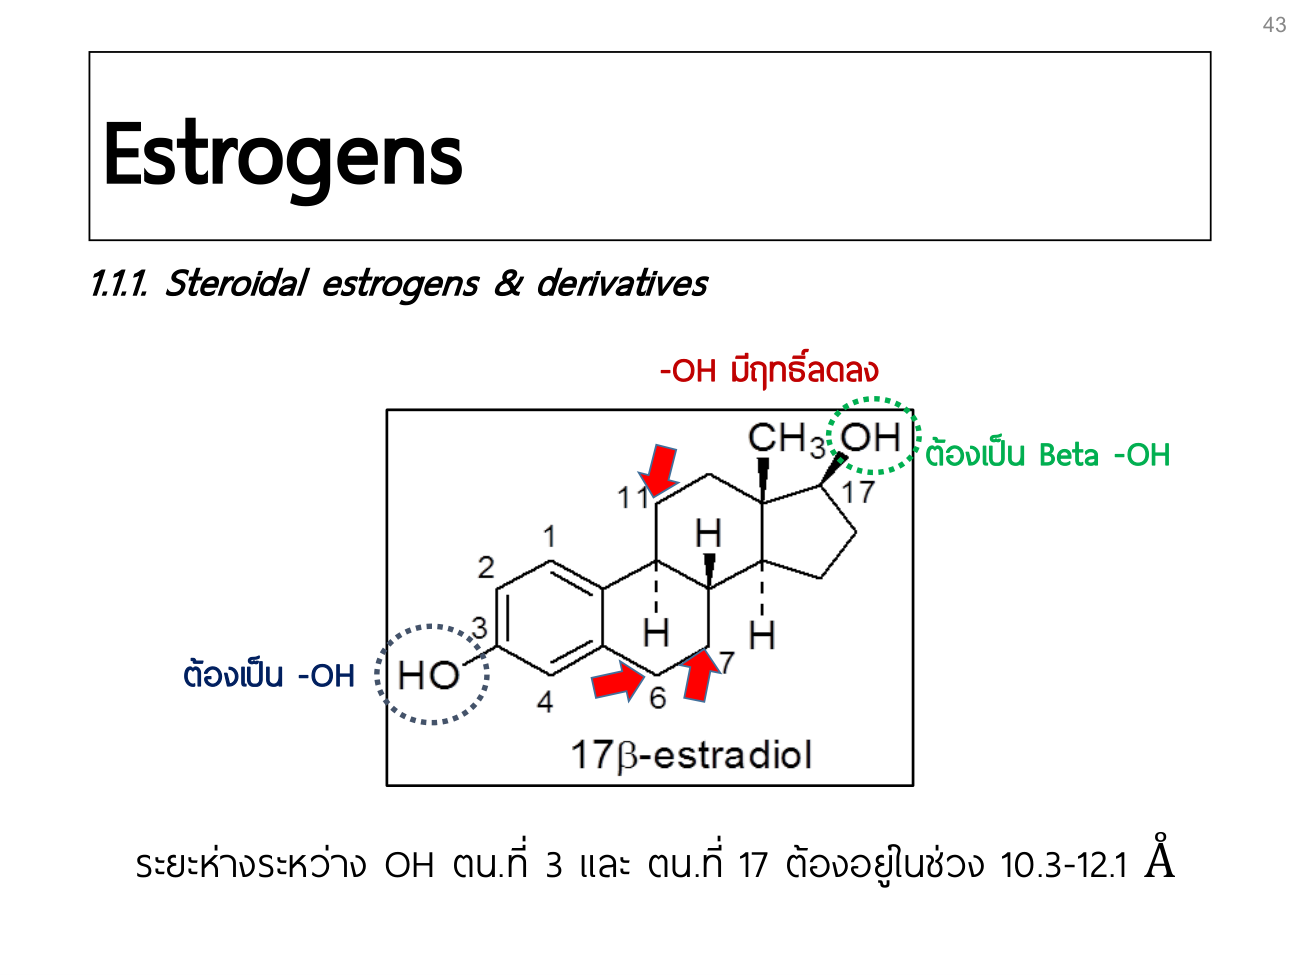 43
Estrogens
1.1.1. Steroidal estrogens & derivatives
-OH มีฤทธิ์ลดลง
CH3 OH
ต้องเป็น Beta -OH
11
17
H
1
2
3
H
H
HO
ต้องเป็น -OH
7
4
6
17β-estradiol
ระยะห่างระหว่าง OH ตน.ที่ 3 และ ตน.ที่ 17 ต้องอยู่ในช่วง 10.3-12.1 Å